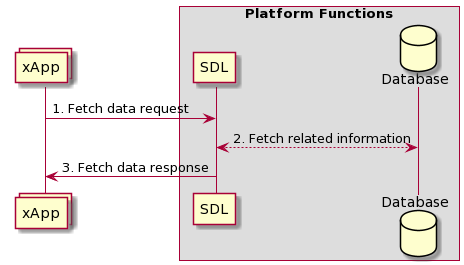 Platform Functions
xApp
SDL
Database
1. Fetch data request
2. Fetch related information
3. Fetch data response
xApp
SDL
Database